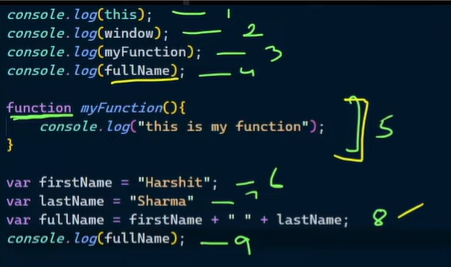 console.log(this); — 1
console.log(window); — 2
console.log(myFunction); — 3
console.log(fullName); — 4
function myFunction(){
console.log("this is my function"); 5
}
var firstName = "Harshit"; — 6
var lastName = "Sharma" — 7
var fullName = firstName + " " + lastName; 8
console.log(fullName); — 9